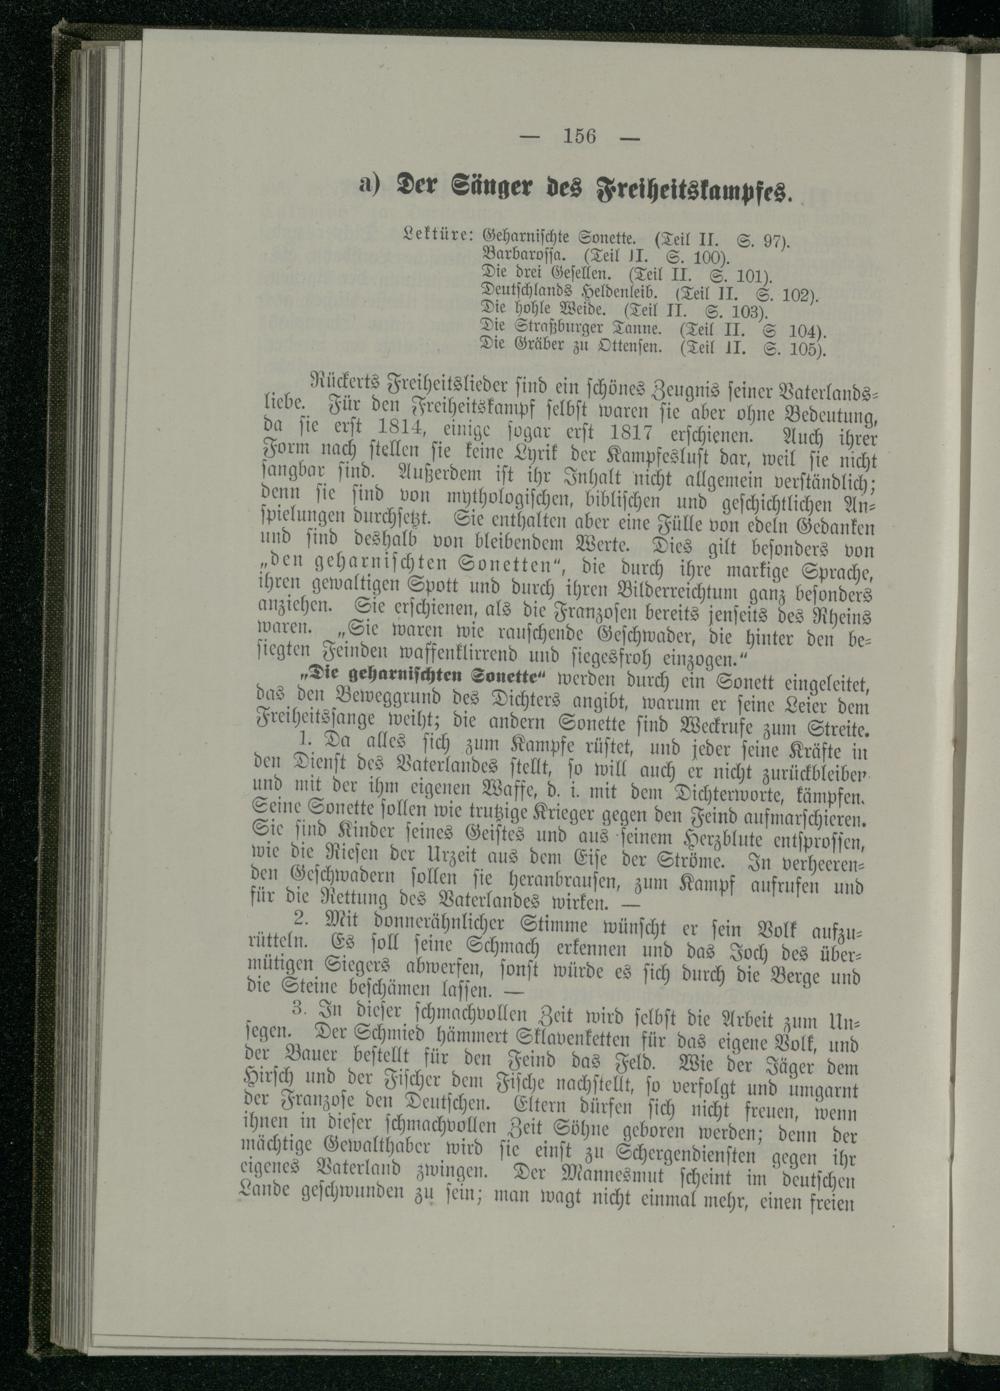 — 156 —
a) Der Sänger des Freiheitskampfes.
Lektüre: Geharnischte Sonette. (Teil II. S. 97).
Barbarossa. (Teil II. S. 100).
Die drei Gesellen. (Teil II. S. 101).
Deutschlands Heldenleib. (Teil II. S. 102).
Die hohle Weide. (Teil II. S. 103).
Die Straßburger Tanne. (Teil II. S 104).
Die Gräber zu Ottensen. (Teil II. S. 105).
Rückerts Freiheitslieder sind ein schönes Zeugnis seiner Vaterlands-
liebe. Für den Freiheitskampf selbst waren sie aber ohne Bedeutung,
da sie erst 1814, einige sogar erst 1817 erschienen. Auch ihrer
Form nach stellen sie keine Lyrik der Kampfeslust dar, weil sie nicht
sangbar sind. Außerdem ist ihr Inhalt nicht allgemein verständlich;
denn sie sind von mythologischen, biblischen und geschichtlichen An-
spielungen durchsetzt. Sie enthalten aber eine Fülle von edeln Gedanken
und sind deshalb von bleibendem Werte. Dies gilt besonders von
„den geharnischten Sonetten“, die durch ihre markige Sprache,
ihren gewaltigen Spott und durch ihren Bilderreichtum ganz besonders
anziehen. Sie erschienen, als die Franzosen bereits jenseits des Rheins
waren. „Sie waren wie rauschende Geschwader, die hinter den be-
siegten Feinden waffenklirrend und siegesfroh einzogen.“
„Die geharnischten Sonette“ werden durch ein Sonett eingeleitet,
das den Beweggrund des Dichters angibt, warum er seine Leier dem
Freiheitssange weiht; die andern Sonette sind Weckrufe zum Streite.
1. Da alles sich zum Kampfe rüstet, und jeder seine Kräfte in
den Dienst des Vaterlandes stellt, so will auch er nicht zurückbleiben
und mit der ihm eigenen Waffe, d. i. mit dem Dichterworte, kämpfen.
Seine Sonette sollen wie trutzige Krieger gegen den Feind aufmarschieren.
Sie sind Kinder seines Geistes und aus seinem Herzblute entsprossen,
wie die Riesen der Urzeit aus dem Eise der Ströme. In verheeren-
den Geschwadern sollen sie heranbrausen, zum Kampf aufrufen und
für die Rettung des Vaterlandes wirken. —
2. Mit donnerähnlicher Stimme wünscht er sein Volk aufzu-
rütteln. Es soll seine Schmach erkennen und das Joch des über-
mütigen Siegers abwerfen, sonst würde es sich durch die Berge und
die Steine beschämen lassen. —
3. In dieser schmachvollen Zeit wird selbst die Arbeit zum Un-
segen. Der Schmied hämmert Sklavenketten für das eigene Volk, und
der Bauer bestellt für den Feind das Feld. Wie der Jäger dem
Hirsch und der Fischer dem Fische nachstellt, so verfolgt und umgarnt
der Franzose den Deutschen. Eltern dürfen sich nicht freuen, wenn
ihnen in dieser schmachvollen Zeit Söhne geboren werden; denn der
mächtige Gewalthaber wird sie einst zu Schergendiensten gegen ihr
eigenes Vaterland zwingen. Der Mannesmut scheint im deutschen
Lande geschwunden zu sein; man wagt nicht einmal mehr, einen freien